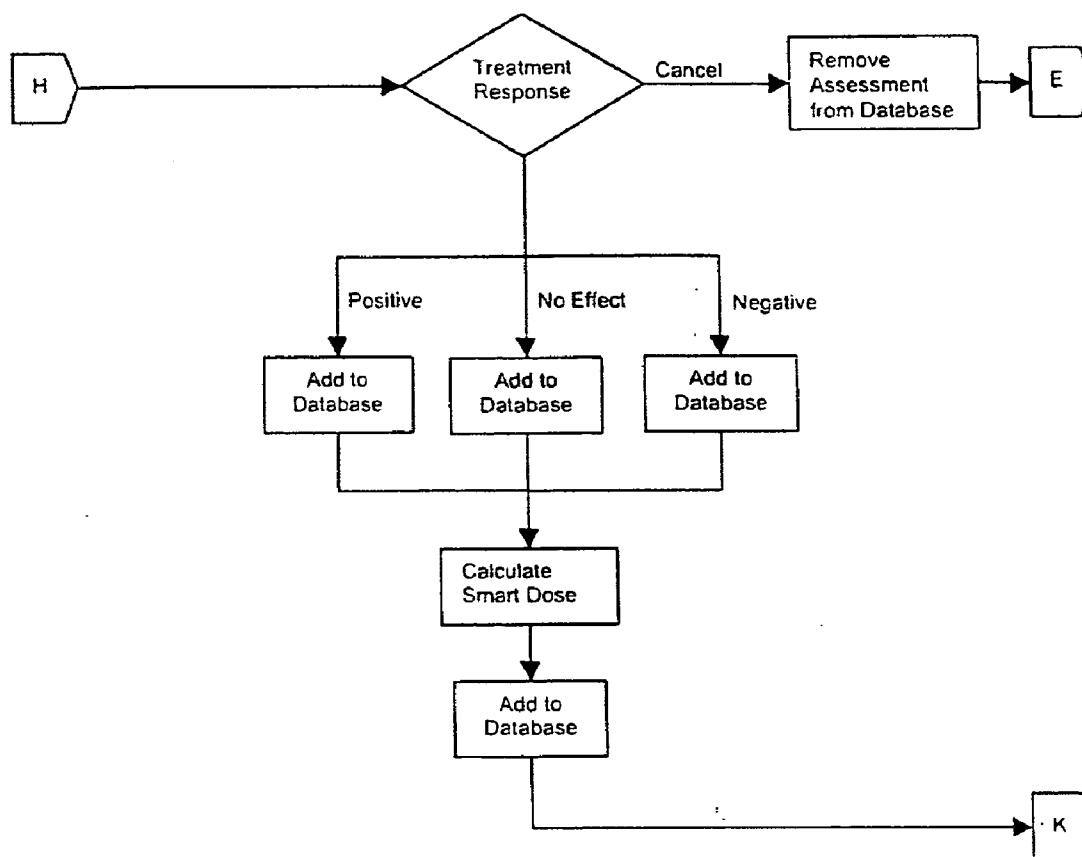 H
Treatment
Response
Cancel
Remove
Assessment
from Database
E
Positive
No Effect
Negative
Add to
Database
Add to
Database
Add to
Database
Calculate
Smart Dose
Add to
Database
K